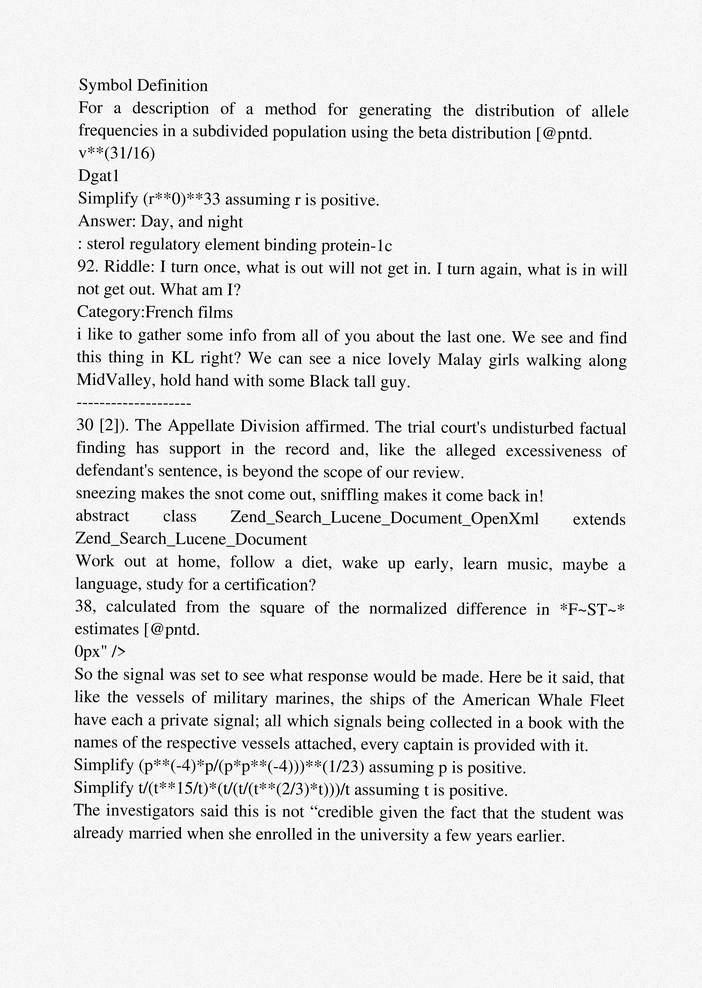 Symbol Definition
For a description of a method for generating the distribution of allele
frequencies in a subdivided population using the beta distribution [@pntd.
v**(31/16)
Dgat1
Simplify (r**0)**33 assuming r is positive.
Answer: Day, and night
: sterol regulatory element binding protein-1c
92. Riddle: I turn once, what is out will not get in. I turn again, what is in will
not get out. What am I?
Category:French films
i like to gather some info from all of you about the last one. We see and find
this thing in KL right? We can see a nice lovely Malay girls walking along
MidValley, hold hand with some Black tall guy.
--------------------
30 [2]). The Appellate Division affirmed. The trial court's undisturbed factual
finding has support in the record and, like the alleged excessiveness of
defendant's sentence, is beyond the scope of our review.
sneezing makes the snot come out, sniffling makes it come back in!
abstract class Zend_Search_Lucene_Document_OpenXml extends
Zend_Search_Lucene_Document
Work out at home, follow a diet, wake up early, learn music, maybe a
language, study for a certification?
38, calculated from the square of the normalized difference in *F~ST~*
estimates [@pntd.
0px" />
So the signal was set to see what response would be made. Here be it said, that
like the vessels of military marines, the ships of the American Whale Fleet
have each a private signal; all which signals being collected in a book with the
names of the respective vessels attached, every captain is provided with it.
Simplify (p**(-4)*p/(p*p**(-4)))**(1/23) assuming p is positive.
Simplify t/(t**15/t)*(t/(t/(t**(2/3)*t)))/t assuming t is positive.
The investigators said this is not “credible given the fact that the student was
already married when she enrolled in the university a few years earlier.